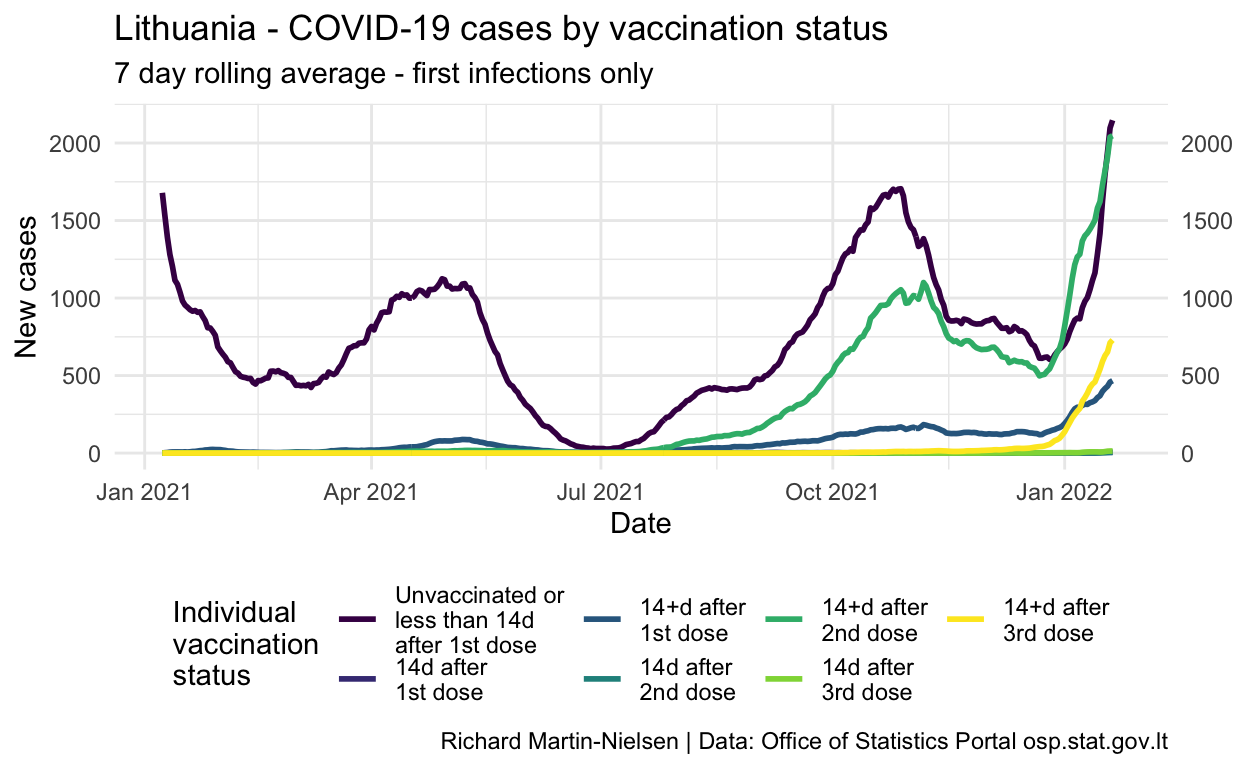 Lithuania - COVID-19 cases by vaccination status
7 day rolling average - first infections only
New cases
2000
1500
1000
500
0
2000
1500
1000
500
0
Jan 2021
Apr 2021
Jul 2021
Oct 2021
Jan 2022
Date
Individual
vaccination
status
Unvaccinated or
less than 14d
after 1st dose
14d after
1st dose
14+d after
1st dose
14d after
2nd dose
14+d after
2nd dose
14d after
3rd dose
14+d after
3rd dose
Richard Martin-Nielsen | Data: Office of Statistics Portal osp.stat.gov.lt